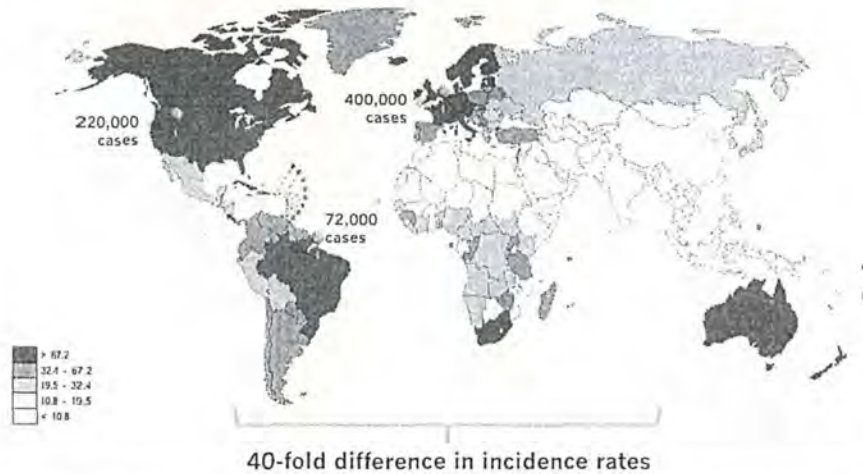 220,000
cases
400,000
cases
72,000
cases
> 67.2
32.4 - 67.2
19.5 - 32.4
10.8 - 19.5
< 10.8
40-fold difference in incidence rates